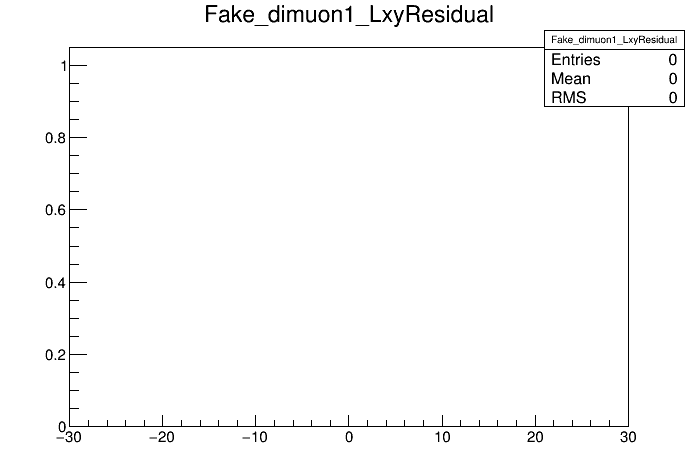 Fake_dimuon1_LxyResidual
Fake_dimuon1_LxyResidual
Entries 0
Mean 0
RMS 0
1
0.8
0.6
0.4
0.2
0
−30 −20 −10 0 10 20 30